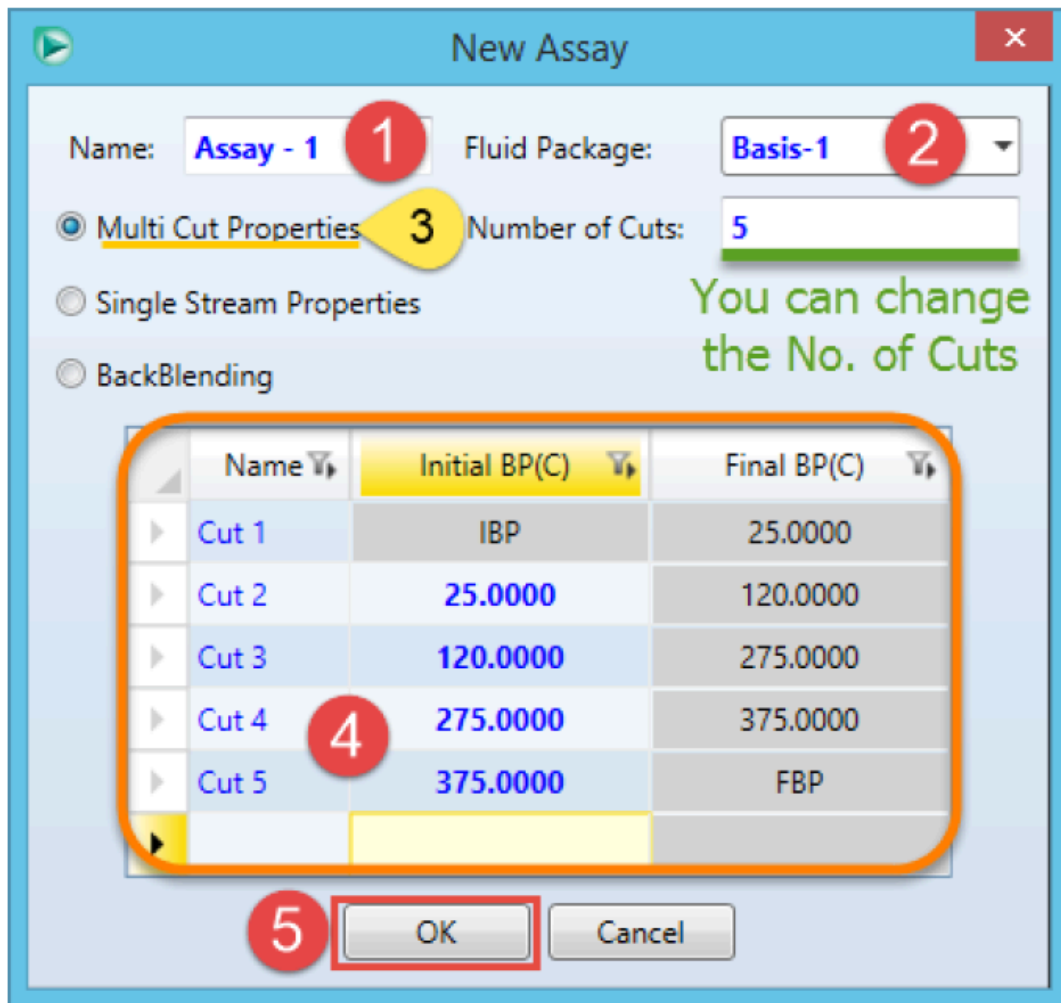 New Assay
Name: Assay - 1 1 Fluid Package: Basis-1 2
Multi Cut Properties 3 Number of Cuts: 5
Single Stream Properties
You can change
the No. of Cuts
BackBlending
Name Initial BP(C) Final BP(C)
Cut 1 IBP 25.0000
Cut 2 25.0000 120.0000
Cut 3 120.0000 275.0000
Cut 4 4 275.0000 375.0000
Cut 5 375.0000 FBP
5 OK Cancel